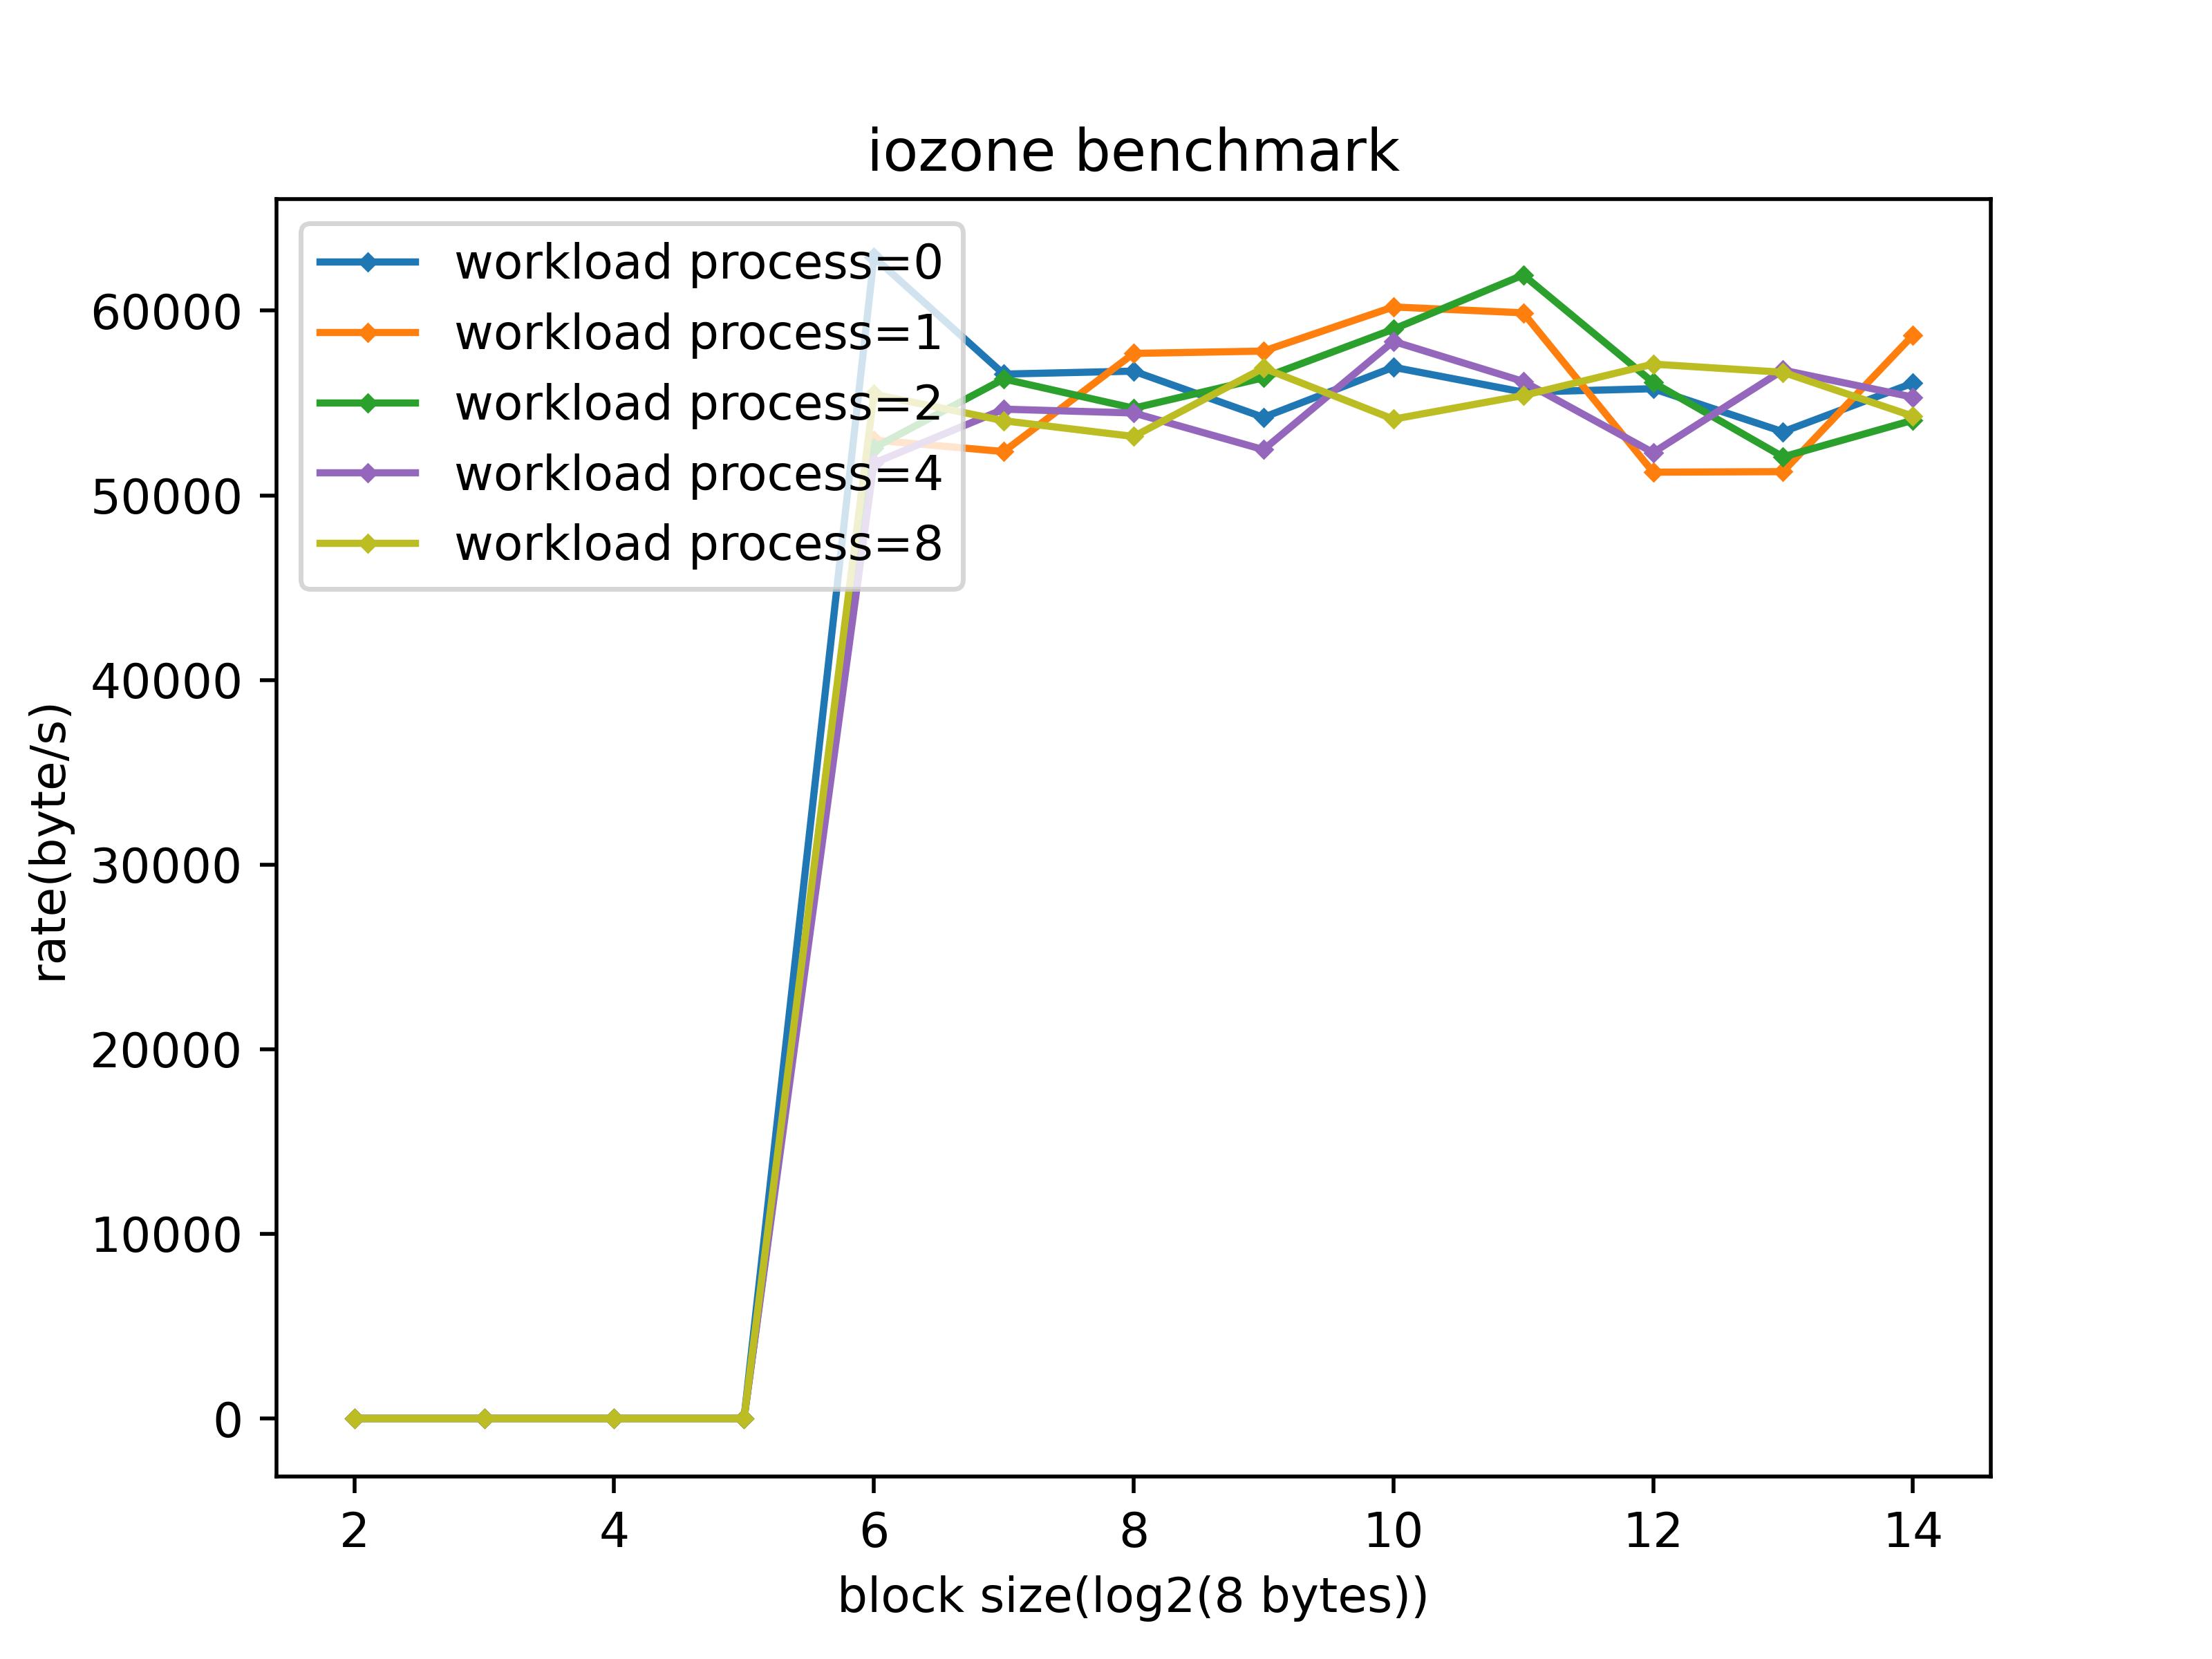 iozone benchmark
workload process=0
workload process=1
workload process=2
workload process=4
workload process=8
60000
50000
40000
30000
20000
10000
0
rate(byte/s)
2 4 6 8 10 12 14
block size(log2(8 bytes))